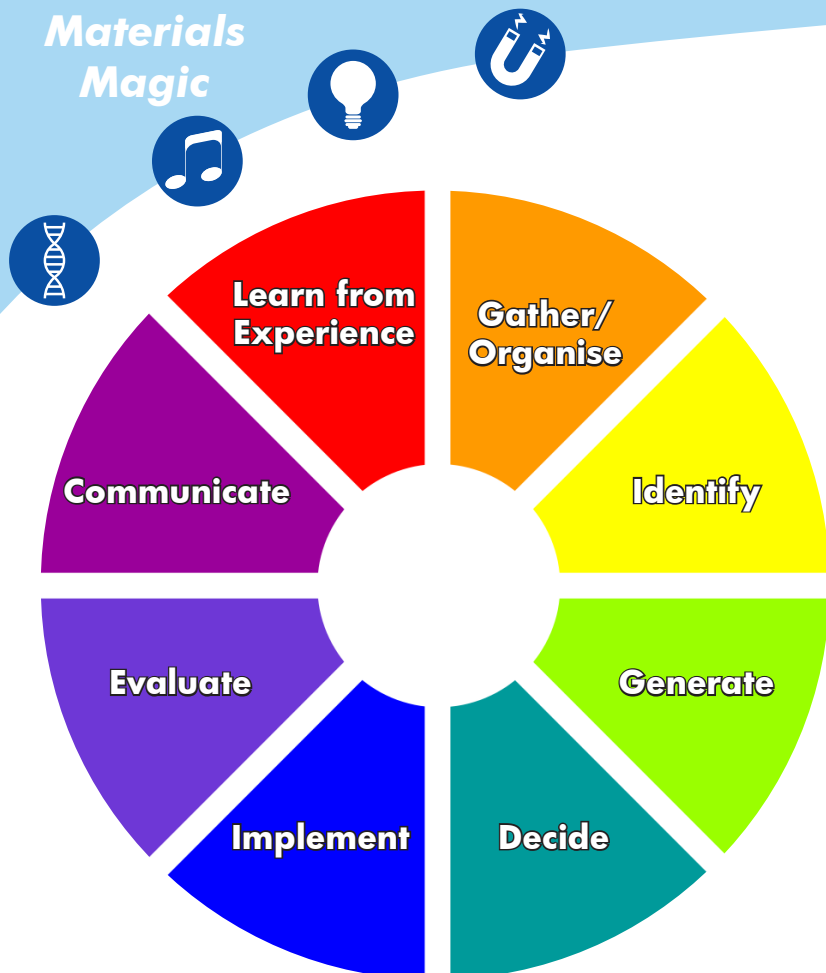 Materials
Magic
Learn from
Experience
Gather/
Organise
Communicate
Identify
Evaluate
Generate
Implement
Decide